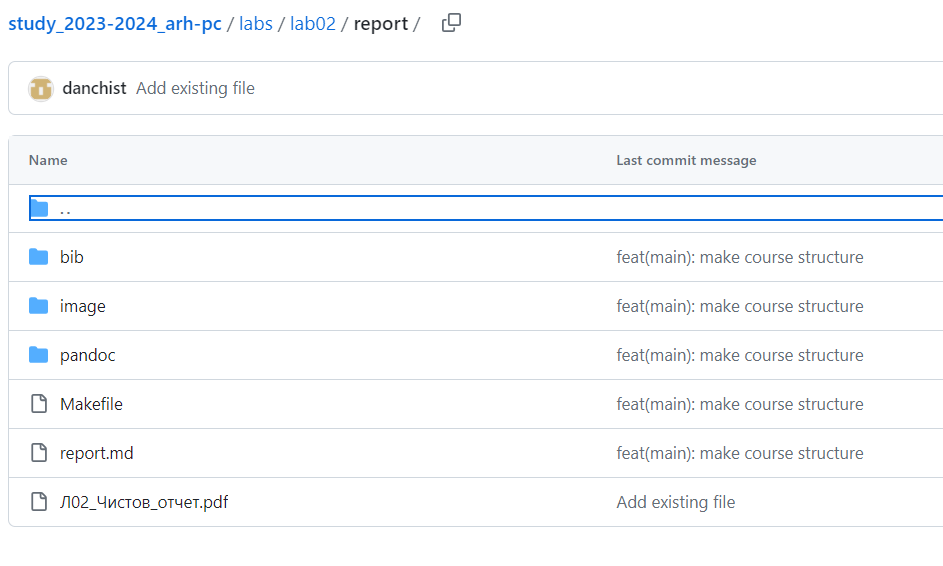 study_2023-2024_arh-pc / labs / lab02 / report /
danchist Add existing file
Name Last commit message
..
bib feat(main): make course structure
image feat(main): make course structure
pandoc feat(main): make course structure
Makefile feat(main): make course structure
report.md feat(main): make course structure
Л02_Чистов_отчет.pdf Add existing file